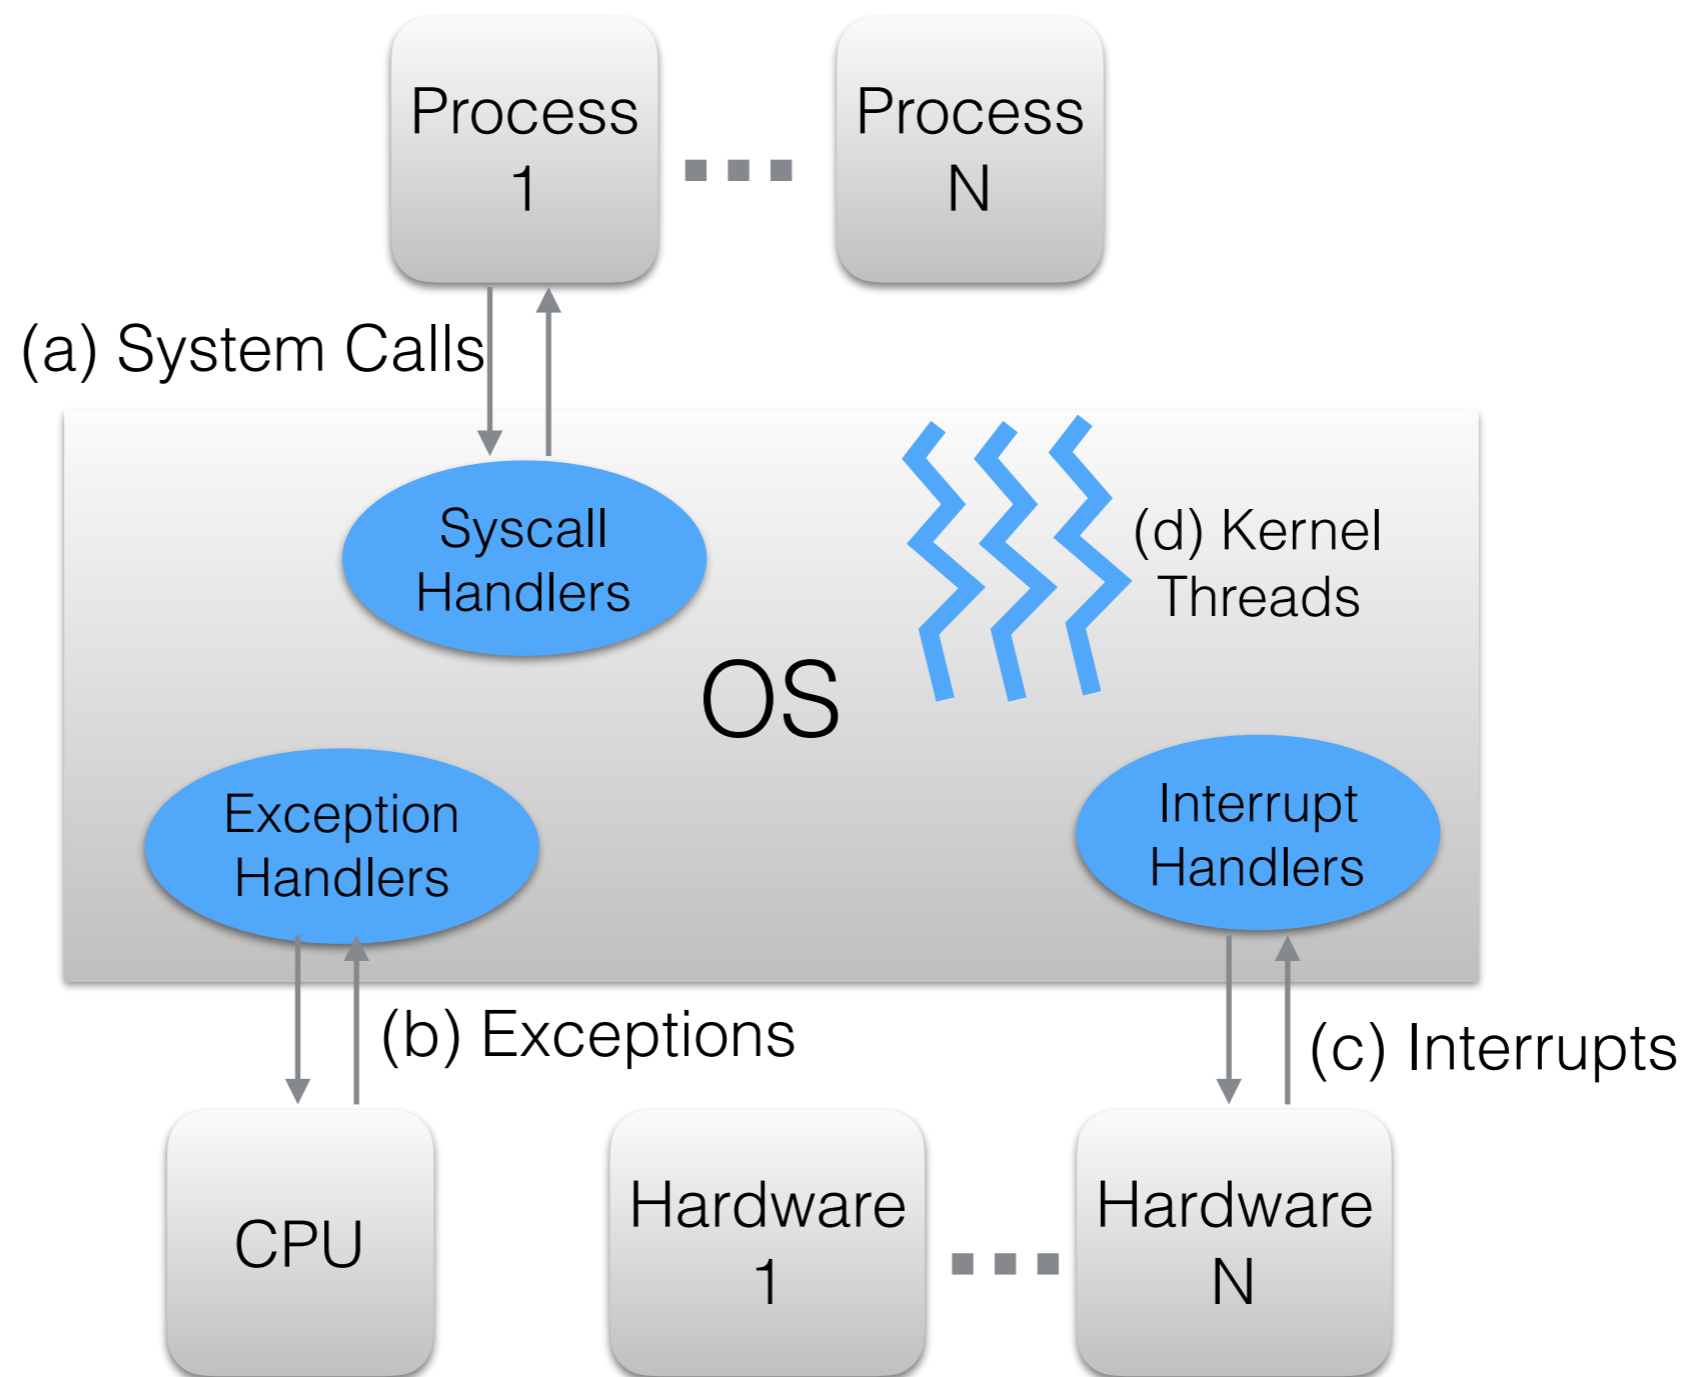 Process
1
Process
N
(a) System Calls
Syscall
Handlers
(d) Kernel
Threads
OS
Exception
Handlers
Interrupt
Handlers
(b) Exceptions
(c) Interrupts
CPU
Hardware
1
Hardware
N